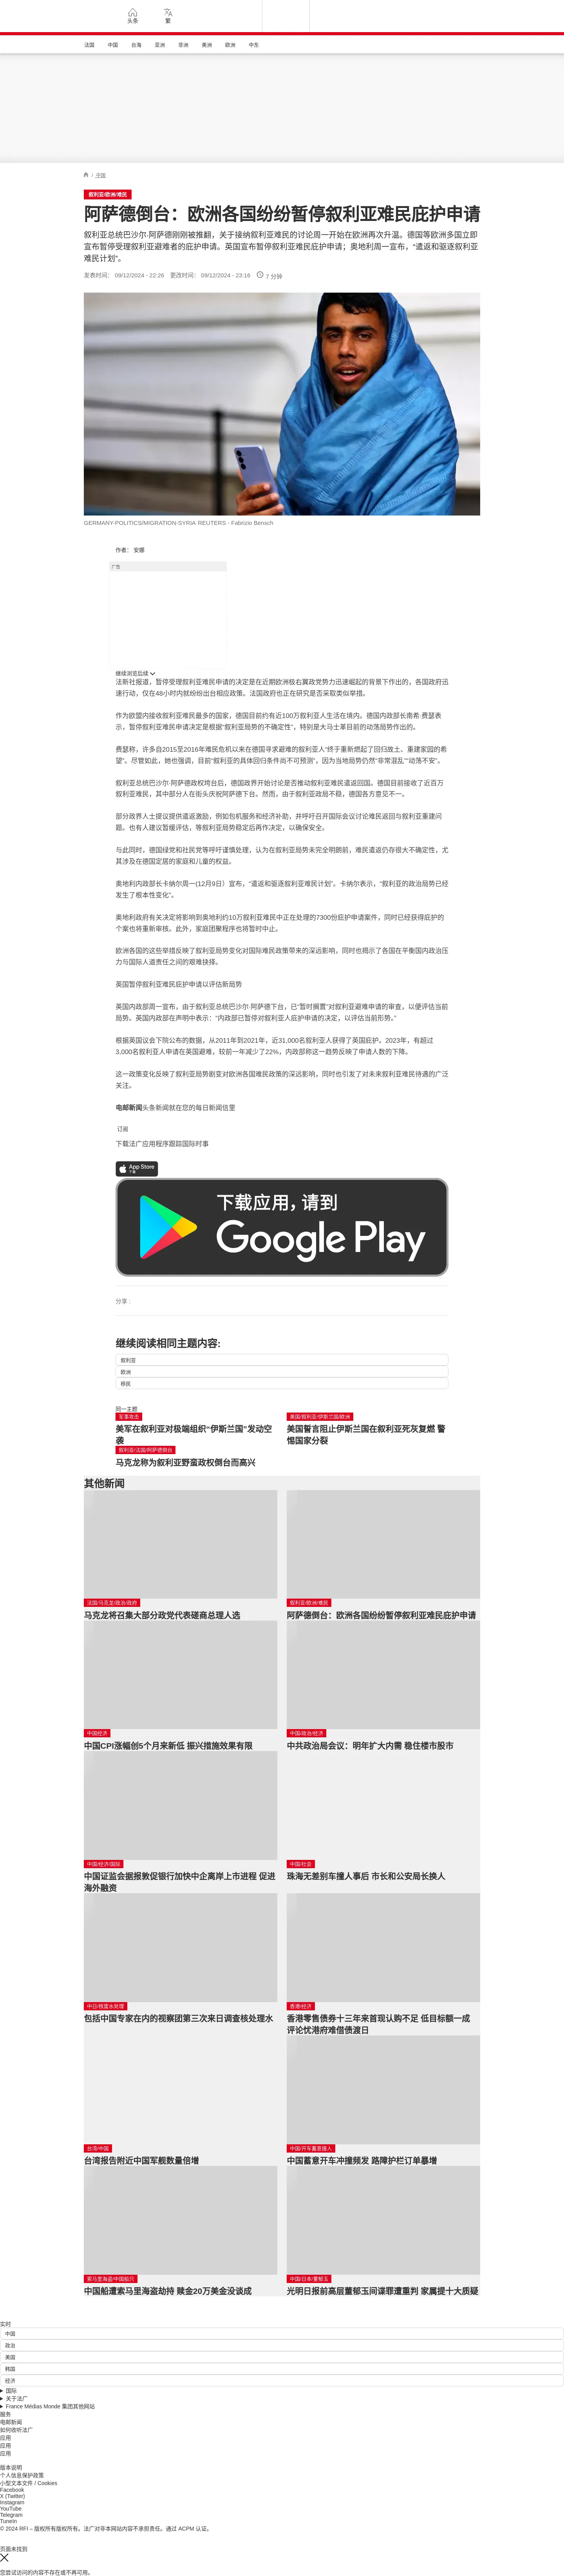 头条
繁
法国 中国 台海 亚洲 非洲 美洲 欧洲 中东
/ 中国
叙利亚/欧洲/难民
阿萨德倒台：欧洲各国纷纷暂停叙利亚难民庇护申请
叙利亚总统巴沙尔·阿萨德刚刚被推翻，关于接纳叙利亚难民的讨论周一开始在欧洲再次升温。德国等欧洲多国立即
宣布暂停受理叙利亚避难者的庇护申请。英国宣布暂停叙利亚难民庇护申请；奥地利周一宣布，“遣返和驱逐叙利亚
难民计划”。
发表时间： 09/12/2024 - 22:26 更改时间： 09/12/2024 - 23:16 7 分钟
GERMANY-POLITICS/MIGRATION-SYRIA REUTERS - Fabrizio Bensch
作者： 安娜
广告
继续浏览后续
法新社报道，暂停受理叙利亚难民申请的决定是在近期欧洲极右翼政党势力迅速崛起的背景下作出的，各国政府迅
速行动，仅在48小时内就纷纷出台相应政策。法国政府也正在研究是否采取类似举措。
作为欧盟内接收叙利亚难民最多的国家，德国目前约有近100万叙利亚人生活在境内。德国内政部长南希·费瑟表
示，暂停叙利亚难民申请决定是根据“叙利亚局势的不确定性”，特别是大马士革目前的动荡局势作出的。
费瑟称，许多自2015至2016年难民危机以来在德国寻求避难的叙利亚人“终于重新燃起了回归故土、重建家园的希
望”。尽管如此，她也强调，目前“叙利亚的具体回归条件尚不可预测”，因为当地局势仍然“非常混乱”“动荡不安”。
叙利亚总统巴沙尔·阿萨德政权垮台后，德国政界开始讨论是否推动叙利亚难民遣返回国。德国目前接收了近百万
叙利亚难民，其中部分人在街头庆祝阿萨德下台。然而，由于叙利亚政局不稳，德国各方意见不一。
部分政界人士提议提供遣返激励，例如包机服务和经济补助，并呼吁召开国际会议讨论难民返回与叙利亚重建问
题。也有人建议暂缓评估，等叙利亚局势稳定后再作决定，以确保安全。
与此同时，德国绿党和社民党等呼吁谨慎处理，认为在叙利亚局势未完全明朗前，难民遣返仍存很大不确定性，尤
其涉及在德国定居的家庭和儿童的权益。
奥地利内政部长卡纳尔周一(12月9日）宣布，“遣返和驱逐叙利亚难民计划”。卡纳尔表示，“叙利亚的政治局势已经
发生了根本性变化”。
奥地利政府有关决定将影响到奥地利约10万叙利亚难民中正在处理的7300份庇护申请案件，同时已经获得庇护的
个案也将重新审核。此外，家庭团聚程序也将暂时中止。
欧洲各国的这些举措反映了叙利亚局势变化对国际难民政策带来的深远影响，同时也揭示了各国在平衡国内政治压
力与国际人道责任之间的艰难抉择。
英国暂停叙利亚难民庇护申请以评估新局势
英国内政部周一宣布，由于叙利亚总统巴沙尔·阿萨德下台，已“暂时搁置”对叙利亚避难申请的审查，以便评估当前
局势。英国内政部在声明中表示：“内政部已暂停对叙利亚人庇护申请的决定，以评估当前形势。”
根据英国议会下院公布的数据，从2011年到2021年，近31,000名叙利亚人获得了英国庇护。2023年，有超过
3,000名叙利亚人申请在英国避难，较前一年减少了22%，内政部称这一趋势反映了申请人数的下降。
这一政策变化反映了叙利亚局势剧变对欧洲各国难民政策的深远影响，同时也引发了对未来叙利亚难民待遇的广泛
关注。
电邮新闻头条新闻就在您的每日新闻信里
订阅
下载法广应用程序跟踪国际时事
App Store
下载
下载应用，请到
Google Play
分享 :
继续阅读相同主题内容:
叙利亚
欧洲
移民
同一主题
军事攻击
美军在叙利亚对极端组织“伊斯兰国”发动空
袭
美国/叙利亚/伊斯兰国/欧洲
美国誓言阻止伊斯兰国在叙利亚死灰复燃 警
惕国家分裂
叙利亚/法国/阿萨德倒台
马克龙称为叙利亚野蛮政权倒台而高兴
其他新闻
法国/马克龙/政治/政府
马克龙将召集大部分政党代表磋商总理人选
叙利亚/欧洲/难民
阿萨德倒台：欧洲各国纷纷暂停叙利亚难民庇护申请
中国经济
中国CPI涨幅创5个月来新低 振兴措施效果有限
中国/政治/经济
中共政治局会议：明年扩大内需 稳住楼市股市
中国/经济/国际
中国证监会据报敦促银行加快中企离岸上市进程 促进
海外融资
中国/社会
珠海无差别车撞人事后 市长和公安局长换人
中日/核废水处理
包括中国专家在内的视察团第三次来日调查核处理水
香港/经济
香港零售债券十三年来首现认购不足 低目标额一成
评论忧港府难借债渡日
台湾/中国
台湾报告附近中国军舰数量倍增
中国/开车蓄意撞人
中国蓄意开车冲撞频发 路障护栏订单暴增
索马里海盗/中国船只
中国船遭索马里海盗劫持 赎金20万美金没谈成
中国/日本/董郁玉
光明日报前高层董郁玉间谍罪遭重判 家属提十大质疑
实时
中国
政治
美国
韩国
经济
国际
关于法广
France Médias Monde 集团其他网站
服务
电邮新闻
如何收听法广
应用
应用
应用
版本说明
个人信息保护政策
小型文本文件 / Cookies
Facebook
X (Twitter)
Instagram
YouTube
Telegram
TuneIn
© 2024 RFI – 版权所有版权所有。法广对非本网站内容不承担责任。通过 ACPM 认证。
页面未找到
您尝试访问的内容不存在或不再可用。